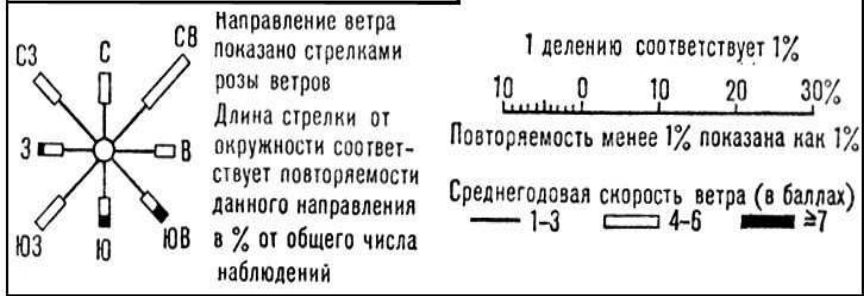 Направление ветра
показано стрелками
розы ветров
Длина стрелки от
окружности соответ-
ствует повторяемости
данного направления
в % от общего числа
наблюдений
СЗ
С
СВ
З
В
ЮЗ
Ю
ЮВ
1 делению соответствует 1%
10 0 10 20 30%
Повторяемость менее 1% показана как 1%
Среднегодовая скорость ветра (в баллах)
1-3 4-6 ⩾7